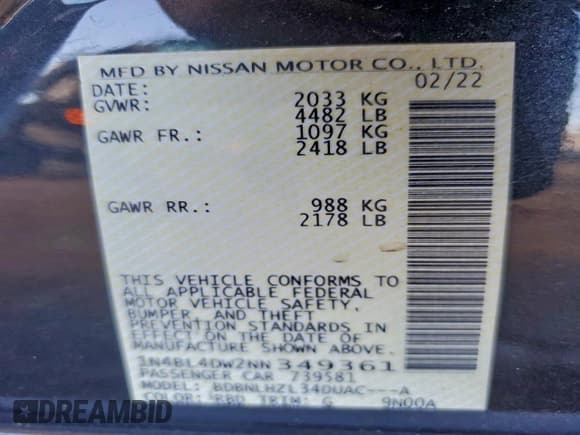 MFD BY NISSAN MOTOR CO., LTD.
DATE: 02/22
GVWR: 2033 KG
4482 LB
GAWR FR.: 1097 KG
2418 LB
GAWR RR.: 988 KG
2178 LB
THIS VEHICLE CONFORMS TO
ALL APPLICABLE FEDERAL
MOTOR VEHICLE SAFETY,
BUMPER, AND THEFT
PREVENTION STANDARDS IN
EFFECT ON THE DATE OF
MANUFACTURE SHOWN ABOVE.
1N4BL4DW2NN349361
PASSENGER CAR 739581
MODEL: BDBNLHZL34DUAC---A
COLOR: RBD TRIM: G 9N00A